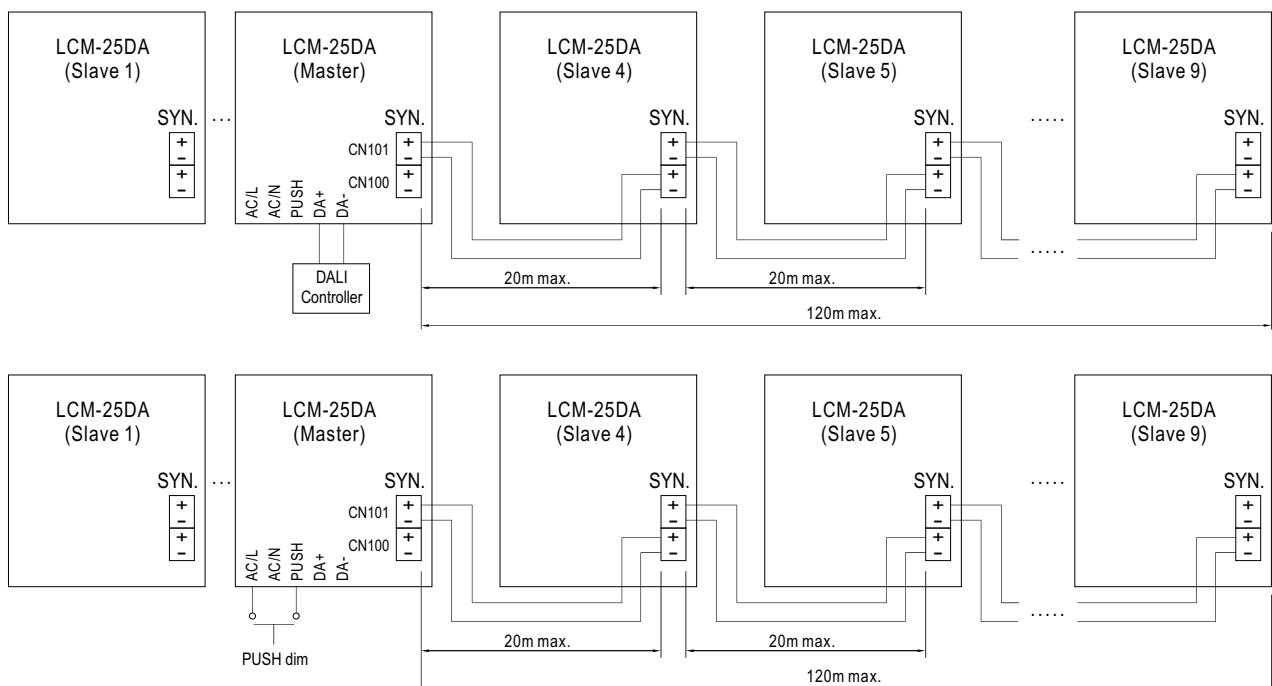 LCM-25DA
(Slave 1)
SYN.
+
-
+
-
....
LCM-25DA
(Master)
SYN.
CN101
+
-
CN100
+
-
AC/L
AC/N
PUSH
DA+
DA-
DALI
Controller
LCM-25DA
(Slave 4)
SYN.
+
-
+
-
LCM-25DA
(Slave 5)
SYN.
+
-
+
-
.....
.....
LCM-25DA
(Slave 9)
SYN.
+
-
+
-
20m max.
20m max.
120m max.
LCM-25DA
(Slave 1)
SYN.
+
-
+
-
...
LCM-25DA
(Master)
SYN.
CN101
+
-
CN100
+
-
AC/L
AC/N
PUSH
DA+
DA-
PUSH dim
LCM-25DA
(Slave 4)
SYN.
+
-
+
-
LCM-25DA
(Slave 5)
SYN.
+
-
+
-
.....
.....
LCM-25DA
(Slave 9)
SYN.
+
-
+
-
20m max.
20m max.
120m max.